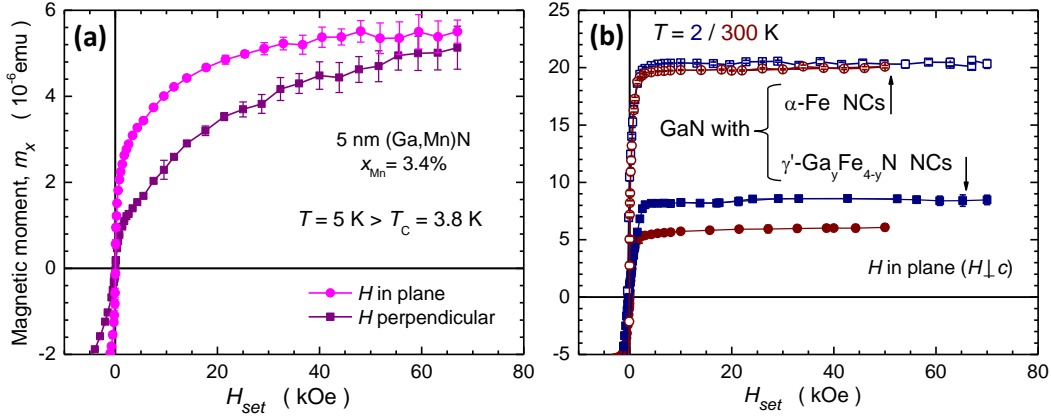 (a)
Magnetic moment, m_x ( 10^-6 emu )
6
4
2
0
-2
5 nm (Ga,Mn)N
x_Mn = 3.4%
T = 5 K > T_C = 3.8 K
H in plane
H perpendicular
0 20 40 60 80
H_set ( kOe )
(b)
T = 2 / 300 K
25
20
15
10
5
0
-5
α-Fe NCs
GaN with
γ'-Ga_yFe_4-yN NCs
H in plane (H⊥c)
0 20 40 60 80
H_set ( kOe )